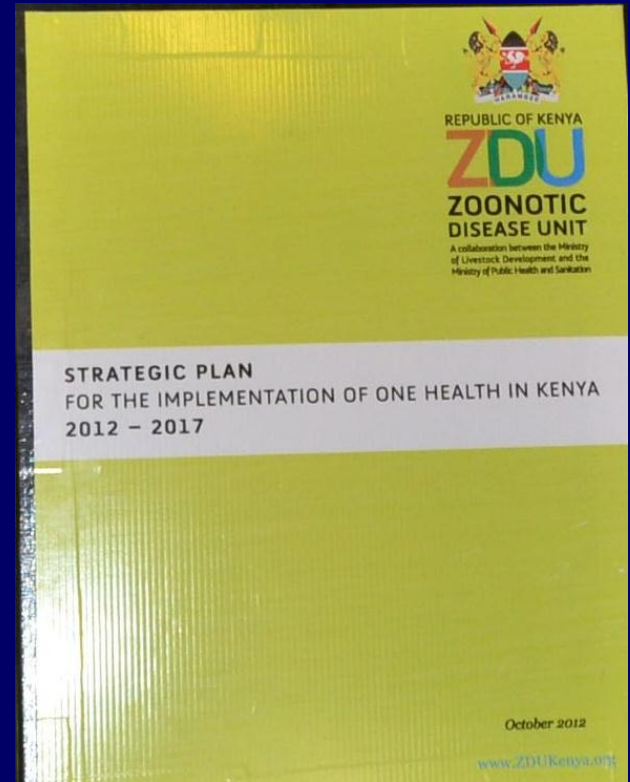 HARAMBEE
REPUBLIC OF KENYA
ZDU
ZOONOTIC
DISEASE UNIT
A collaboration between the Ministry
of Livestock Development and the
Ministry of Public Health and Sanitation
STRATEGIC PLAN
FOR THE IMPLEMENTATION OF ONE HEALTH IN KENYA
2012 – 2017
October 2012
www.ZDUKenya.org